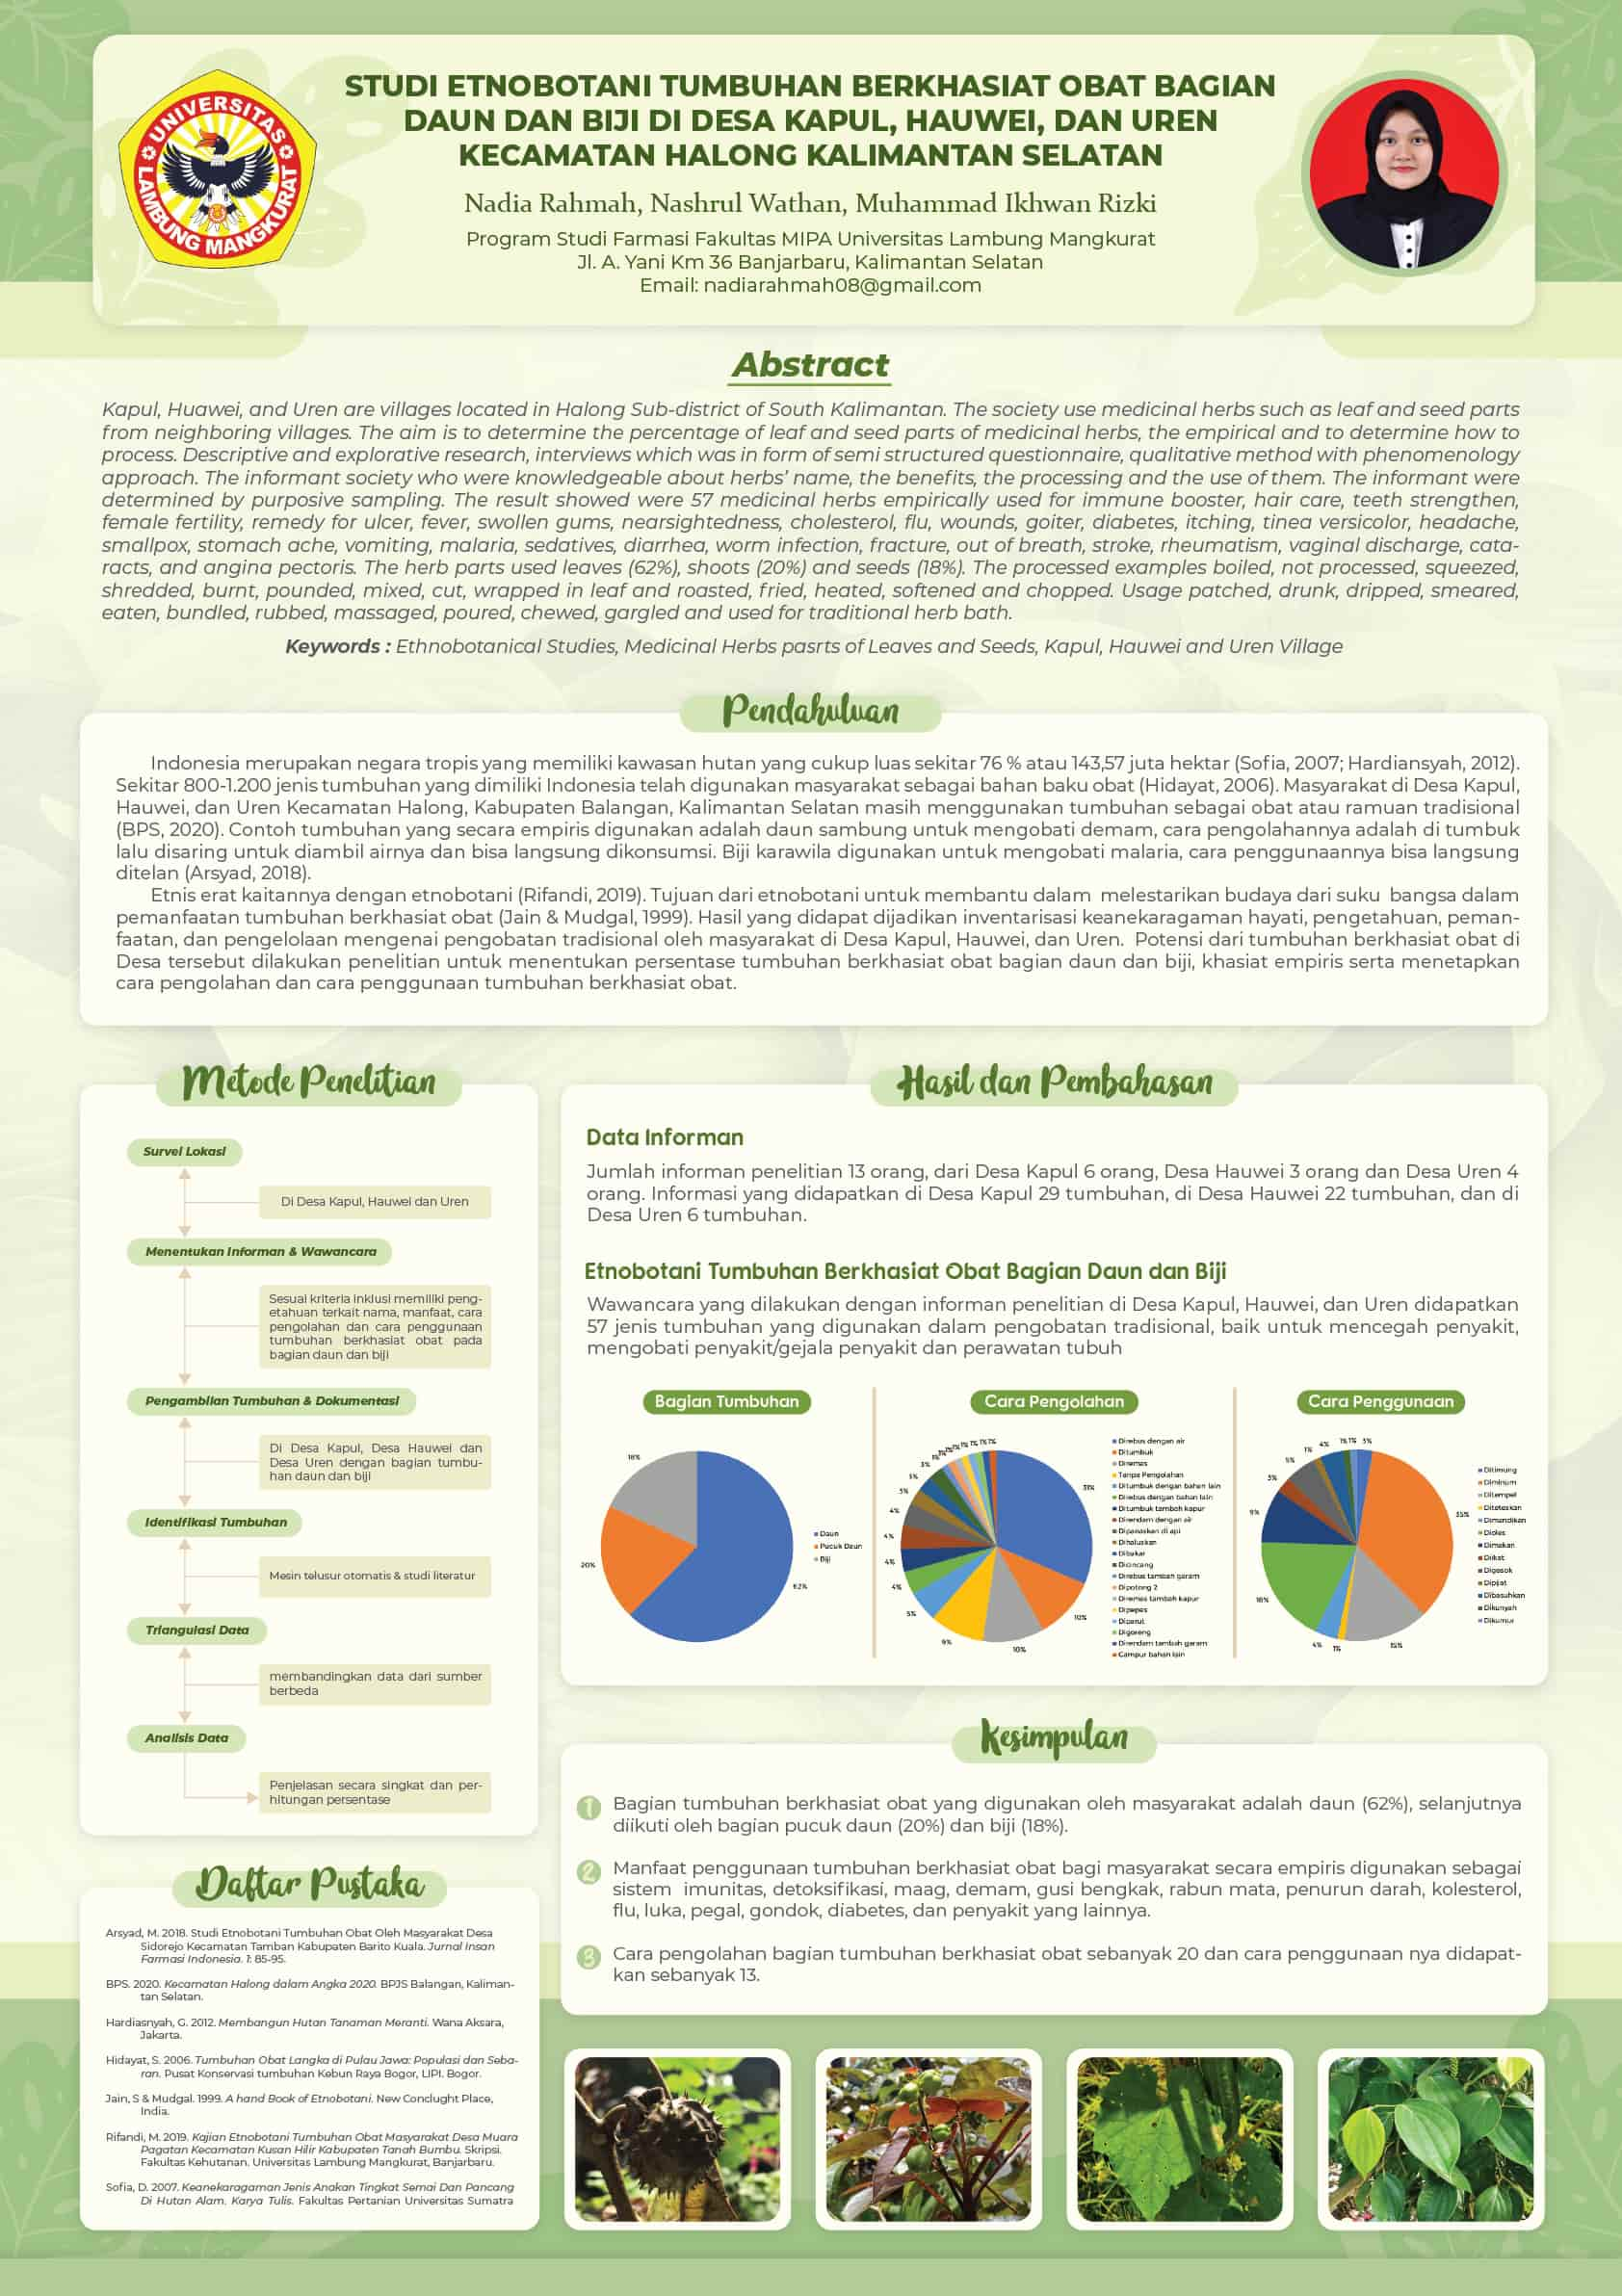 UNIVERSITAS
LAMBUNG MANGKURAT
STUDI ETNOBOTANI TUMBUHAN BERKHASIAT OBAT BAGIAN
DAUN DAN BIJI DI DESA KAPUL, HAUWEI, DAN UREN
KECAMATAN HALONG KALIMANTAN SELATAN
Nadia Rahmah, Nashrul Wathan, Muhammad Ikhwan Rizki
Program Studi Farmasi Fakultas MIPA Universitas Lambung Mangkurat
Jl. A. Yani Km 36 Banjarbaru, Kalimantan Selatan
Email: nadiarahmah08@gmail.com
Abstract
Kapul, Huawei, and Uren are villages located in Halong Sub-district of South Kalimantan. The society use medicinal herbs such as leaf and seed parts
from neighboring villages. The aim is to determine the percentage of leaf and seed parts of medicinal herbs, the empirical and to determine how to
process. Descriptive and explorative research, interviews which was in form of semi structured questionnaire, qualitative method with phenomenology
approach. The informant society who were knowledgeable about herbs' name, the benefits, the processing and the use of them. The informant were
determined by purposive sampling. The result showed were 57 medicinal herbs empirically used for immune booster, hair care, teeth strengthen,
female fertility, remedy for ulcer, fever, swollen gums, nearsightedness, cholesterol, flu, wounds, goiter, diabetes, itching, tinea versicolor, headache,
smallpox, stomach ache, vomiting, malaria, sedatives, diarrhea, worm infection, fracture, out of breath, stroke, rheumatism, vaginal discharge, cata-
racts, and angina pectoris. The herb parts used leaves (62%), shoots (20%) and seeds (18%). The processed examples boiled, not processed, squeezed,
shredded, burnt, pounded, mixed, cut, wrapped in leaf and roasted, fried, heated, softened and chopped. Usage patched, drunk, dripped, smeared,
eaten, bundled, rubbed, massaged, poured, chewed, gargled and used for traditional herb bath.
Keywords : Ethnobotanical Studies, Medicinal Herbs pasrts of Leaves and Seeds, Kapul, Hauwei and Uren Village
Pendahuluan
Indonesia merupakan negara tropis yang memiliki kawasan hutan yang cukup luas sekitar 76 % atau 143,57 juta hektar (Sofia, 2007; Hardiansyah, 2012).
Sekitar 800-1.200 jenis tumbuhan yang dimiliki Indonesia telah digunakan masyarakat sebagai bahan baku obat (Hidayat, 2006). Masyarakat di Desa Kapul,
Hauwei, dan Uren Kecamatan Halong, Kabupaten Balangan, Kalimantan Selatan masih menggunakan tumbuhan sebagai obat atau ramuan tradisional
(BPS, 2020). Contoh tumbuhan yang secara empiris digunakan adalah daun sambung untuk mengobati demam, cara pengolahannya adalah di tumbuk
lalu disaring untuk diambil airnya dan bisa langsung dikonsumsi. Biji karawila digunakan untuk mengobati malaria, cara penggunaannya bisa langsung
ditelan (Arsyad, 2018).
Etnis erat kaitannya dengan etnobotani (Rifandi, 2019). Tujuan dari etnobotani untuk membantu dalam melestarikan budaya dari suku bangsa dalam
pemanfaatan tumbuhan berkhasiat obat (Jain & Mudgal, 1999). Hasil yang didapat dijadikan inventarisasi keanekaragaman hayati, pengetahuan, peman-
faatan, dan pengelolaan mengenai pengobatan tradisional oleh masyarakat di Desa Kapul, Hauwei, dan Uren. Potensi dari tumbuhan berkhasiat obat di
Desa tersebut dilakukan penelitian untuk menentukan persentase tumbuhan berkhasiat obat bagian daun dan biji, khasiat empiris serta menetapkan
cara pengolahan dan cara penggunaan tumbuhan berkhasiat obat.
Metode Penelitian
Survei Lokasi
Di Desa Kapul, Hauwei dan Uren
Menentukan Informan & Wawancara
Sesuai kriteria inklusi memiliki peng-
etahuan terkait nama, manfaat, cara
pengolahan dan cara penggunaan
tumbuhan berkhasiat obat pada
bagian daun dan biji
Pengambilan Tumbuhan & Dokumentasi
Di Desa Kapul, Desa Hauwei dan
Desa Uren dengan bagian tumbu-
han daun dan biji
Identifikasi Tumbuhan
Mesin telusur otomatis & studi literatur
Triangulasi Data
membandingkan data dari sumber
berbeda
Analisis Data
Penjelasan secara singkat dan per-
hitungan persentase
Daftar Pustaka
Arsyad, M. 2018. Studi Etnobotani Tumbuhan Obat Oleh Masyarakat Desa
Sidorejo Kecamatan Tamban Kabupaten Barito Kuala. Jurnal Insan
Farmasi Indonesia. 1: 85-95.
BPS. 2020. Kecamatan Halong dalam Angka 2020. BPJS Balangan, Kaliman-
tan Selatan.
Hardiasnyah, G. 2012. Membangun Hutan Tanaman Meranti. Wana Aksara,
Jakarta.
Hidayat, S. 2006. Tumbuhan Obat Langka di Pulau Jawa: Populasi dan Seba-
ran. Pusat Konservasi tumbuhan Kebun Raya Bogor, LIPI. Bogor.
Jain, S & Mudgal. 1999. A hand Book of Etnobotani. New Conclught Place,
India.
Rifandi, M. 2019. Kajian Etnobotani Tumbuhan Obat Masyarakat Desa Muara
Pagatan Kecamatan Kusan Hilir Kabupaten Tanah Bumbu. Skripsi.
Fakultas Kehutanan. Universitas Lambung Mangkurat, Banjarbaru.
Sofia, D. 2007. Keanekaragaman Jenis Anakan Tingkat Semai Dan Pancang
Di Hutan Alam. Karya Tulis. Fakultas Pertanian Universitas Sumatra
Hasil dan Pembahasan
Data Informan
Jumlah informan penelitian 13 orang, dari Desa Kapul 6 orang, Desa Hauwei 3 orang dan Desa Uren 4
orang. Informasi yang didapatkan di Desa Kapul 29 tumbuhan, di Desa Hauwei 22 tumbuhan, dan di
Desa Uren 6 tumbuhan.
Etnobotani Tumbuhan Berkhasiat Obat Bagian Daun dan Biji
Wawancara yang dilakukan dengan informan penelitian di Desa Kapul, Hauwei, dan Uren didapatkan
57 jenis tumbuhan yang digunakan dalam pengobatan tradisional, baik untuk mencegah penyakit,
mengobati penyakit/gejala penyakit dan perawatan tubuh
Bagian Tumbuhan
18%
20%
62%
Daun
Pucuk Daun
Biji
Cara Pengolahan
31%
10%
10%
9%
5%
4%
4%
4%
4%
3%
3%
3%
Direbus dengan air
Ditumbuk
Diremas
Tanpa Pengolahan
Ditumbuk dengan bahan lain
Direbus dengan bahan lain
Ditumbuk tambah kapur
Direndam dengan air
Dipanaskan di api
Dihaluskan
Dibakar
Dicincang
Direbus tambah garam
Dipotong 2
Diremas tambah kapur
Dipepes
Diparut
Digoreng
Direndam tambah garam
Campur bahan lain
Cara Penggunaan
3%
35%
15%
1%
4%
18%
9%
3%
5%
1%
4%
1%
1%
Ditimung
Diminum
Ditempel
Diteteskan
Dimandikan
Dioles
Dimakan
Diikat
Digosok
Dipijat
Dibasuhkan
Dikunyah
Dikumur
Kesimpulan
1 Bagian tumbuhan berkhasiat obat yang digunakan oleh masyarakat adalah daun (62%), selanjutnya
diikuti oleh bagian pucuk daun (20%) dan biji (18%).
2 Manfaat penggunaan tumbuhan berkhasiat obat bagi masyarakat secara empiris digunakan sebagai
sistem imunitas, detoksifikasi, maag, demam, gusi bengkak, rabun mata, penurun darah, kolesterol,
flu, luka, pegal, gondok, diabetes, dan penyakit yang lainnya.
3 Cara pengolahan bagian tumbuhan berkhasiat obat sebanyak 20 dan cara penggunaan nya didapat-
kan sebanyak 13.